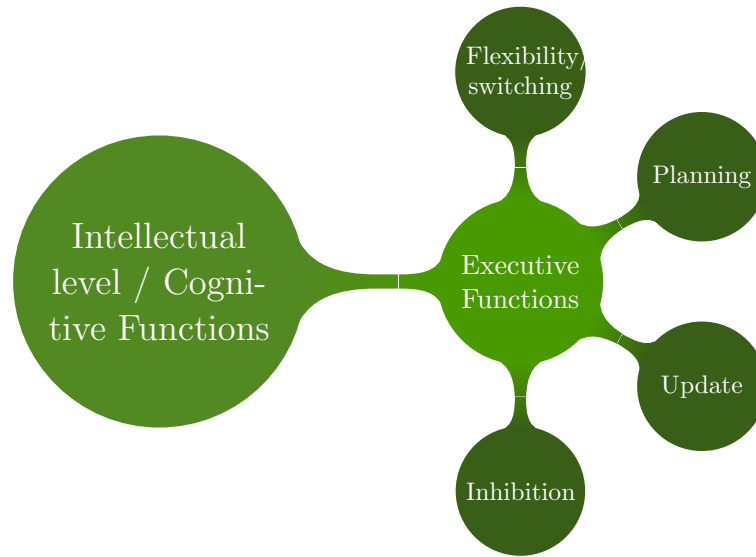 Intellectual
level / Cogni-
tive Functions
Executive
Functions
Flexibility/
switching
Planning
Update
Inhibition